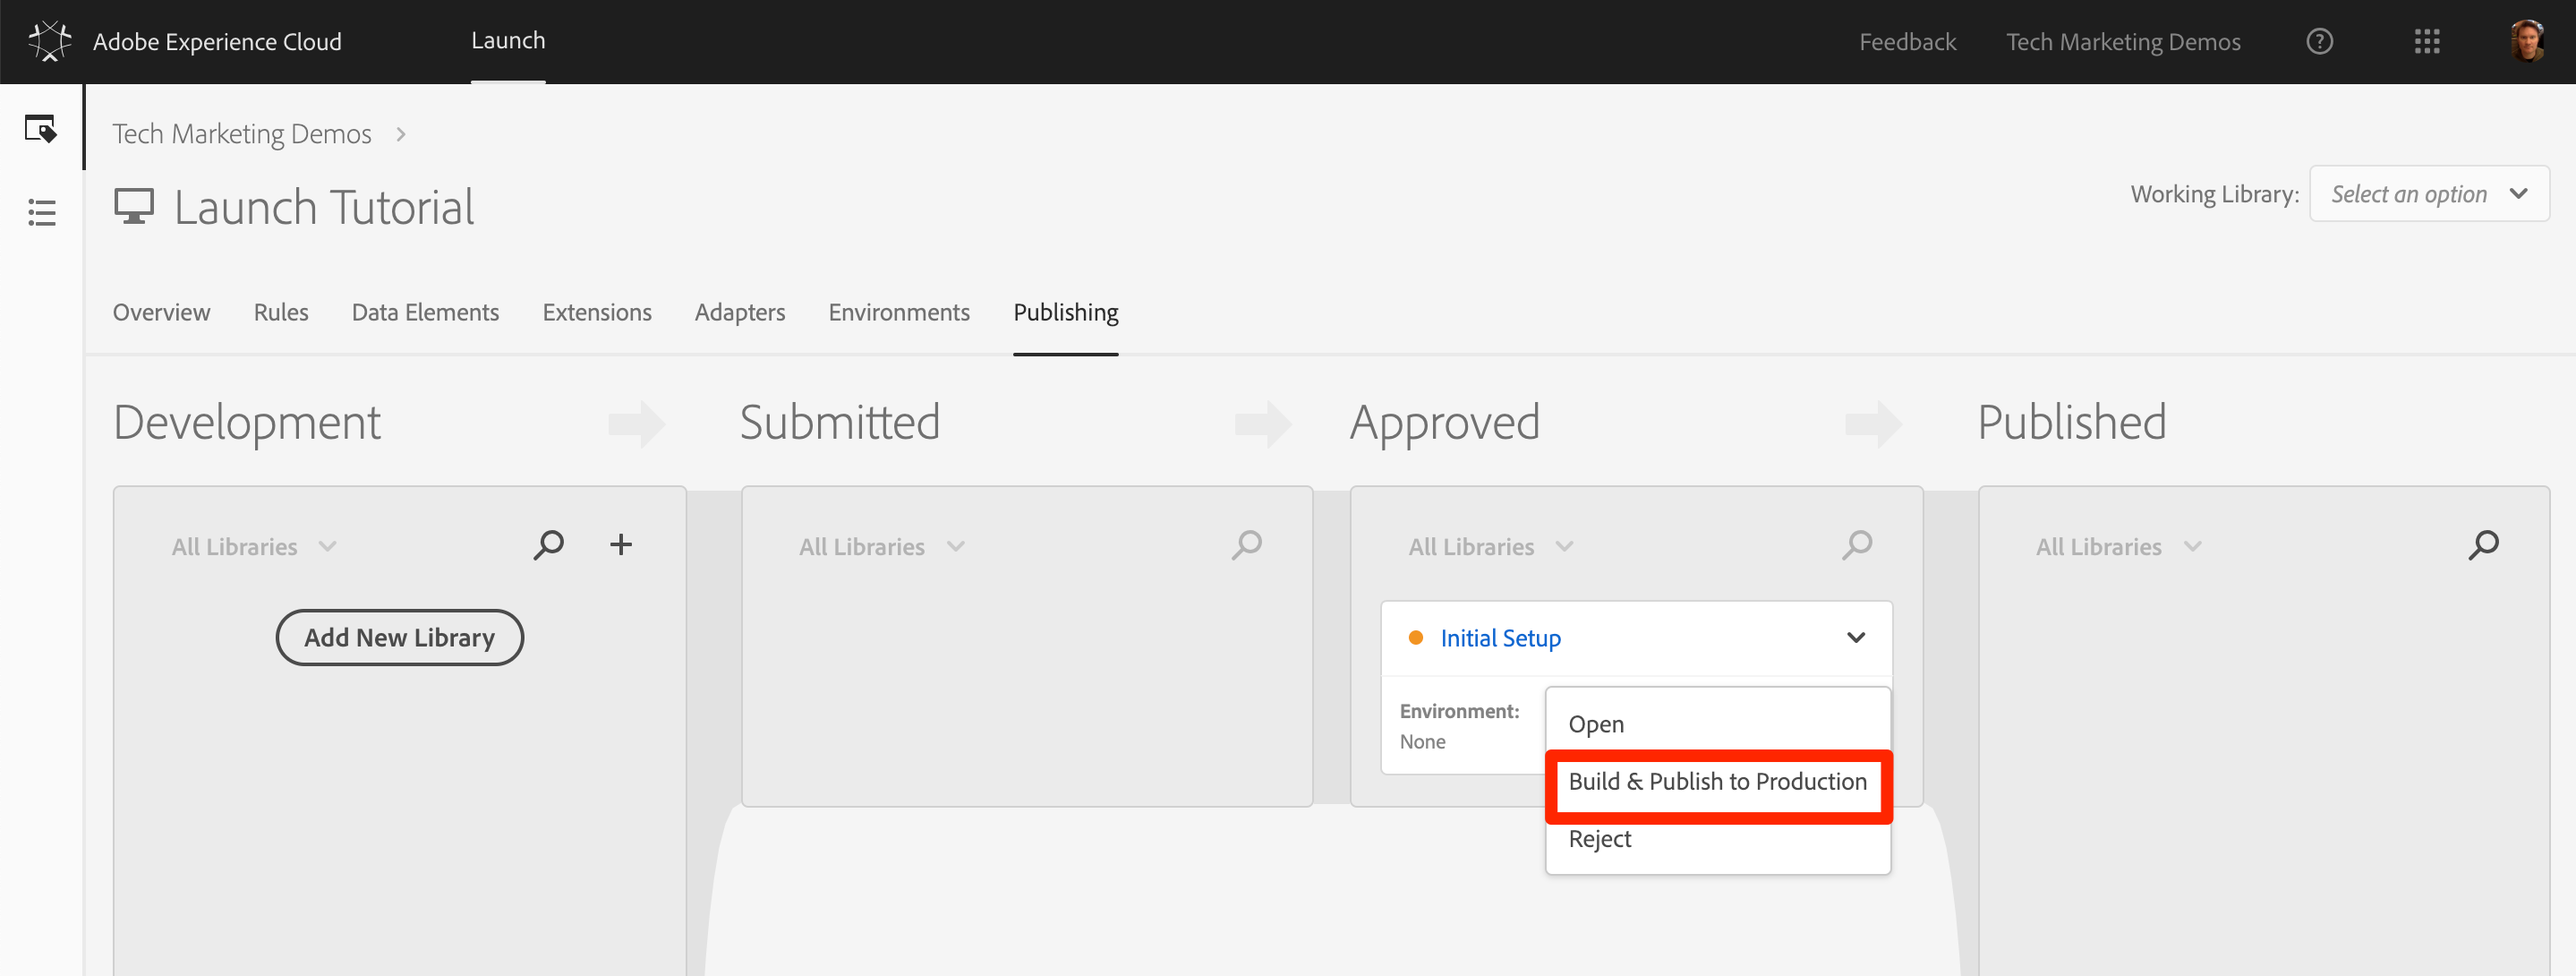 Adobe Experience Cloud
Launch
Feedback
Tech Marketing Demos
?
Tech Marketing Demos
Launch Tutorial
Working Library:
Select an option
Overview
Rules
Data Elements
Extensions
Adapters
Environments
Publishing
Development
Submitted
Approved
Published
All Libraries
All Libraries
All Libraries
All Libraries
Add New Library
Initial Setup
Environment:
None
Open
Build & Publish to Production
Reject